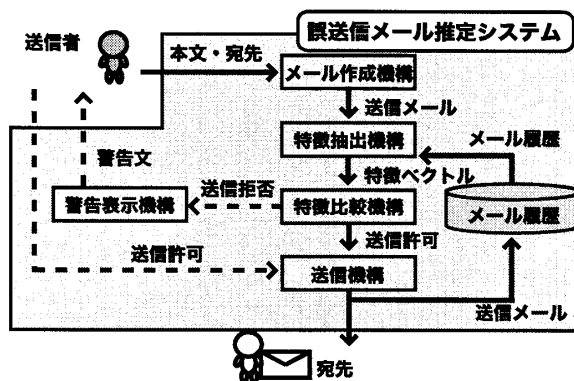 誤送信メール推定システム
送信者
本文・宛先
メール作成機構
送信メール
特徴抽出機構
メール履歴
警告文
特徴ベクトル
送信拒否
警告表示機構
特徴比較機構
メール履歴
送信許可
送信許可
送信機構
送信メール
宛先